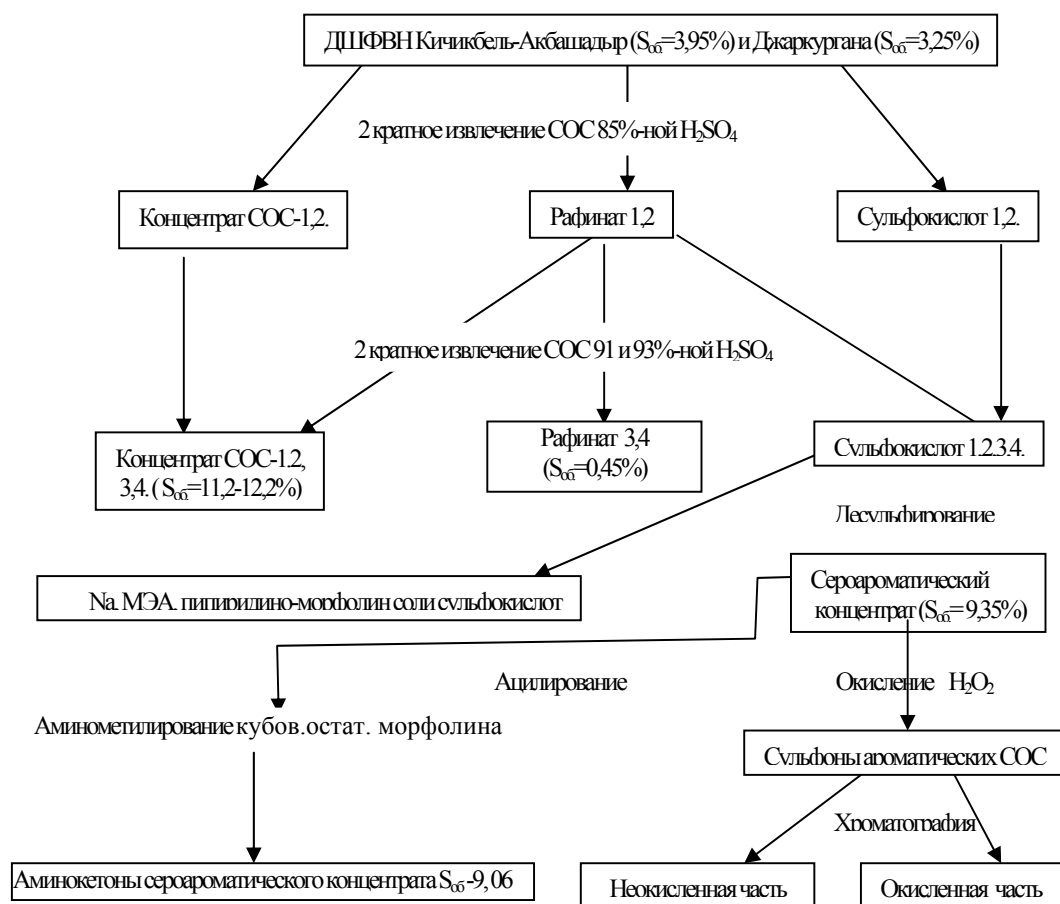 ДШФВН Кичикбель-Акбашадыр (Sоб=3,95%) и Джаркургана (Sоб=3,25%)
2 кратное извлечение СОС 85%-ной H2SO4
Концентрат СОС-1,2.
Рафинат 1,2
Сульфокислот 1,2.
2 кратное извлечение СОС 91 и 93%-ной H2SO4
Концентрат СОС-1.2,
3,4. ( Sоб=11,2-12,2%)
Рафинат 3,4
(Sоб=0,45%)
Сульфокислот 1.2.3.4.
Десульфирование
Na. МЭА. пипиридино-морфолин соли сульфокислот
Сероароматический
концентрат (Sоб= 9,35%)
Ацилирование
Окисление H2O2
Аминометилирование кубов.остат. морфолина
Сульфоны ароматических СОС
Хроматография
Аминокетоны сероароматического концентрата Sоб -9, 06
Неокисленная часть
Окисленная часть